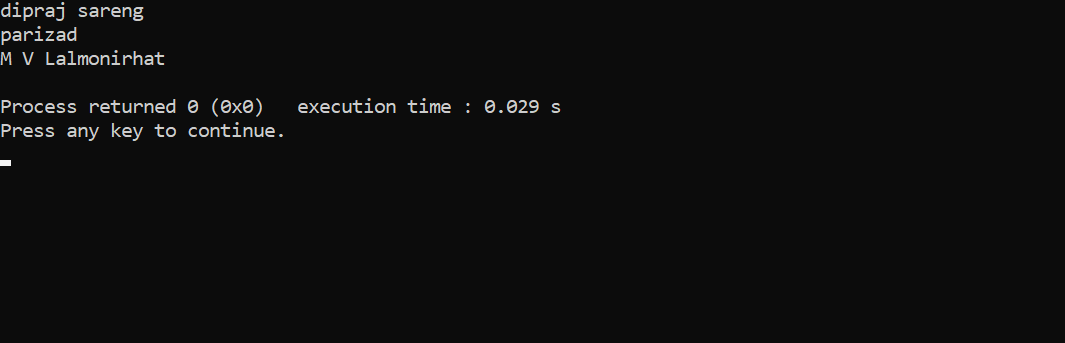 dipraj sareng
parizad
M V Lalmonirhat
Process returned 0 (0x0)   execution time : 0.029 s
Press any key to continue.